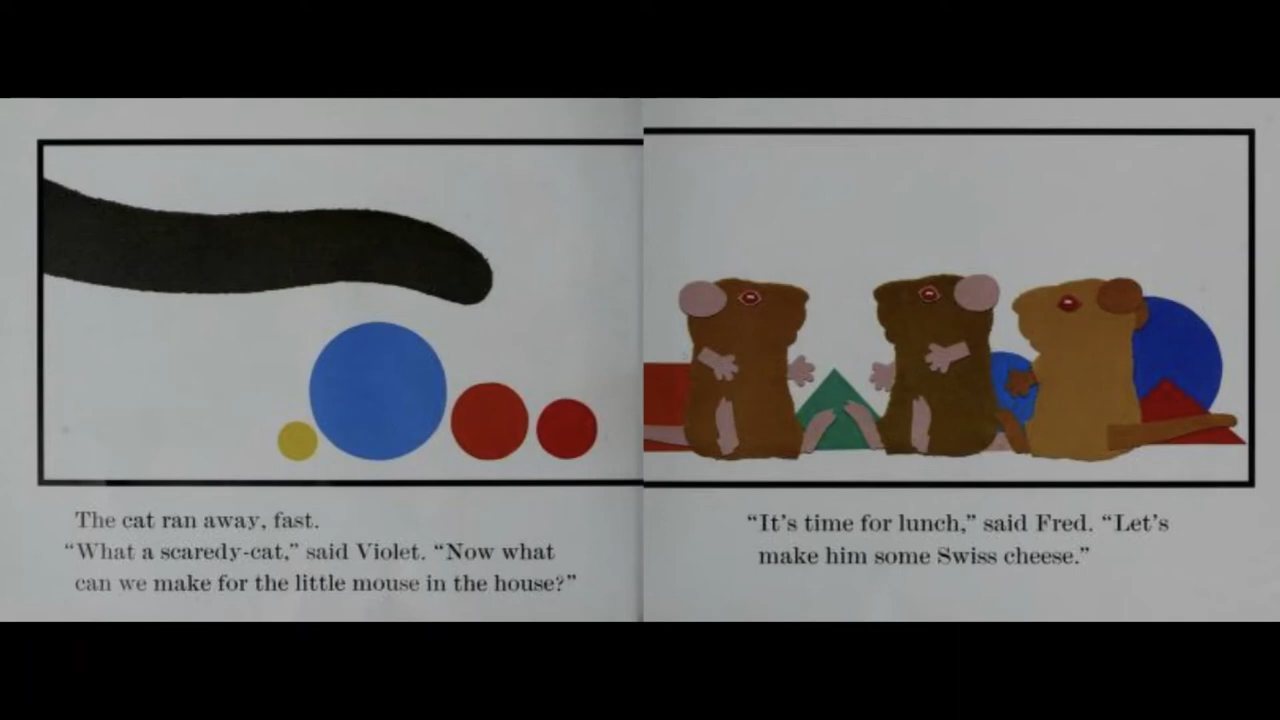 The cat ran away, fast.
“What a scaredy-cat,” said Violet. “Now what
can we make for the little mouse in the house?”
“It’s time for lunch,” said Fred. “Let’s
make him some Swiss cheese.”